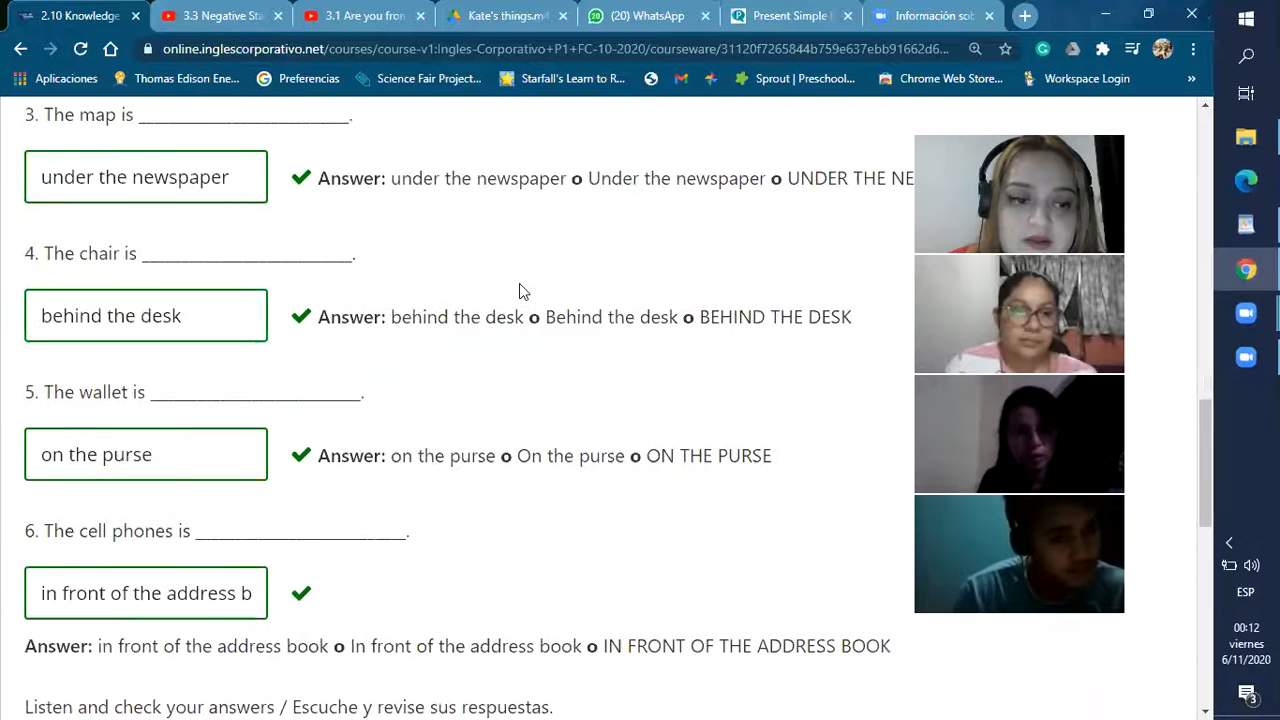 2.10 Knowledge
3.3 Negative Sta
3.1 Are you fron
Kate's things.m4
(20) WhatsApp
Present Simple
Información sob
online.inglescorporativo.net/courses/course-v1:Ingles-Corporativo+P1+FC-10-2020/courseware/31120f7265844b759e637ebb91662d6...
Aplicaciones
Thomas Edison Ene...
Preferencias
Science Fair Project...
Starfall's Learn to R...
Sprout | Preschool...
Chrome Web Store...
Workspace Login
»
3. The map is ________________________.
under the newspaper
Answer: under the newspaper o Under the newspaper o UNDER THE NE
4. The chair is ________________________.
behind the desk
Answer: behind the desk o Behind the desk o BEHIND THE DESK
5. The wallet is ________________________.
on the purse
Answer: on the purse o On the purse o ON THE PURSE
6. The cell phones is ________________________.
in front of the address b
Answer: in front of the address book o In front of the address book o IN FRONT OF THE ADDRESS BOOK
Listen and check your answers / Escuche y revise sus respuestas.
ESP
00:12
viernes
6/11/2020
3